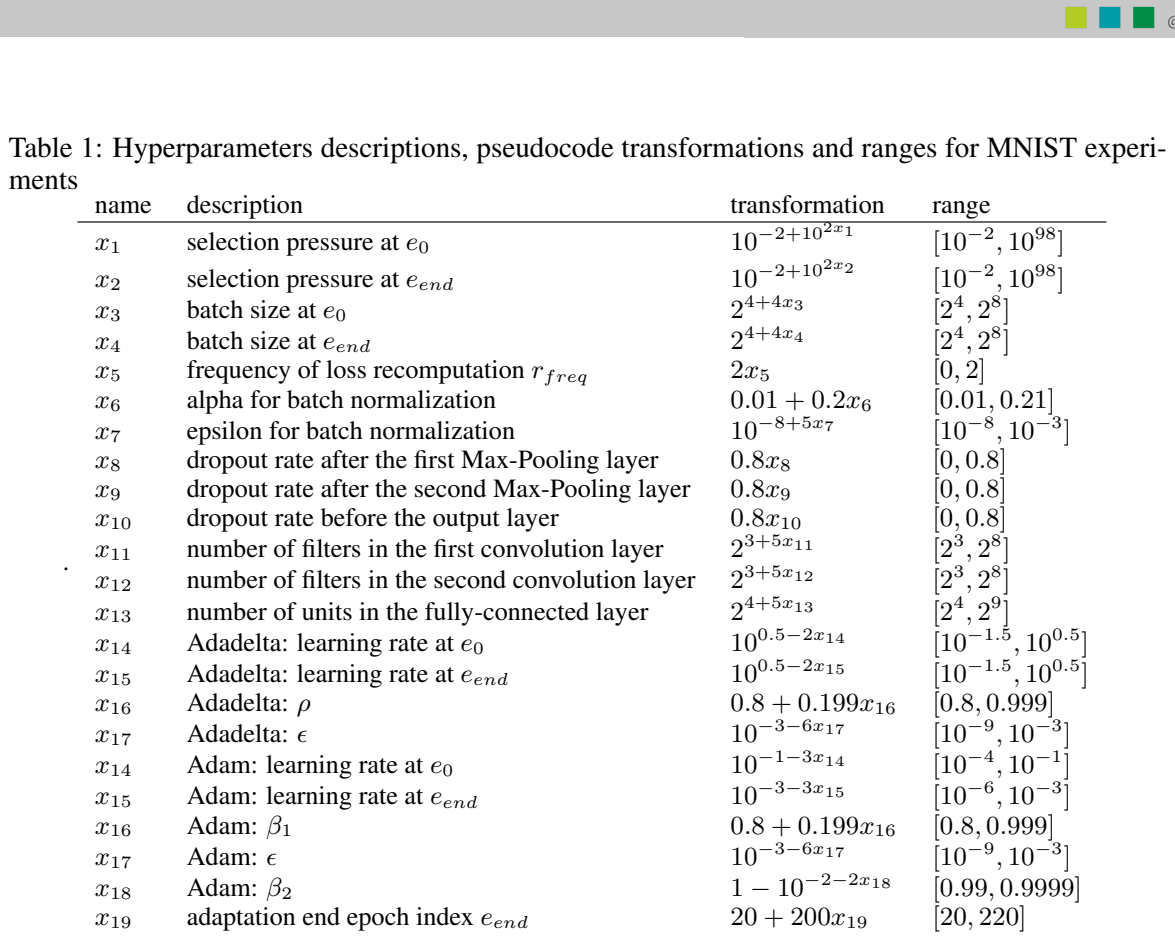 @
Table 1: Hyperparameters descriptions, pseudocode transformations and ranges for MNIST experi-
ments
name description transformation range
x₁ selection pressure at e₀ 10^{−2+10^{2x₁}} [10^{−2}, 10^{98}]
x₂ selection pressure at e_{end} 10^{−2+10^{2x₂}} [10^{−2}, 10^{98}]
x₃ batch size at e₀ 2^{4+4x₃} [2^4, 2^8]
x₄ batch size at e_{end} 2^{4+4x₄} [2^4, 2^8]
x₅ frequency of loss recomputation r_{freq} 2x₅ [0, 2]
x₆ alpha for batch normalization 0.01 + 0.2x₆ [0.01, 0.21]
x₇ epsilon for batch normalization 10^{−8+5x₇} [10^{−8}, 10^{−3}]
x₈ dropout rate after the first Max-Pooling layer 0.8x₈ [0, 0.8]
x₉ dropout rate after the second Max-Pooling layer 0.8x₉ [0, 0.8]
x₁₀ dropout rate before the output layer 0.8x₁₀ [0, 0.8]
x₁₁ number of filters in the first convolution layer 2^{3+5x₁₁} [2^3, 2^8]
. x₁₂ number of filters in the second convolution layer 2^{3+5x₁₂} [2^3, 2^8]
x₁₃ number of units in the fully-connected layer 2^{4+5x₁₃} [2^4, 2^9]
x₁₄ Adadelta: learning rate at e₀ 10^{0.5−2x₁₄} [10^{−1.5}, 10^{0.5}]
x₁₅ Adadelta: learning rate at e_{end} 10^{0.5−2x₁₅} [10^{−1.5}, 10^{0.5}]
x₁₆ Adadelta: ρ 0.8 + 0.199x₁₆ [0.8, 0.999]
x₁₇ Adadelta: ϵ 10^{−3−6x₁₇} [10^{−9}, 10^{−3}]
x₁₄ Adam: learning rate at e₀ 10^{−1−3x₁₄} [10^{−4}, 10^{−1}]
x₁₅ Adam: learning rate at e_{end} 10^{−3−3x₁₅} [10^{−6}, 10^{−3}]
x₁₆ Adam: β₁ 0.8 + 0.199x₁₆ [0.8, 0.999]
x₁₇ Adam: ϵ 10^{−3−6x₁₇} [10^{−9}, 10^{−3}]
x₁₈ Adam: β₂ 1 − 10^{−2−2x₁₈} [0.99, 0.9999]
x₁₉ adaptation end epoch index e_{end} 20 + 200x₁₉ [20, 220]